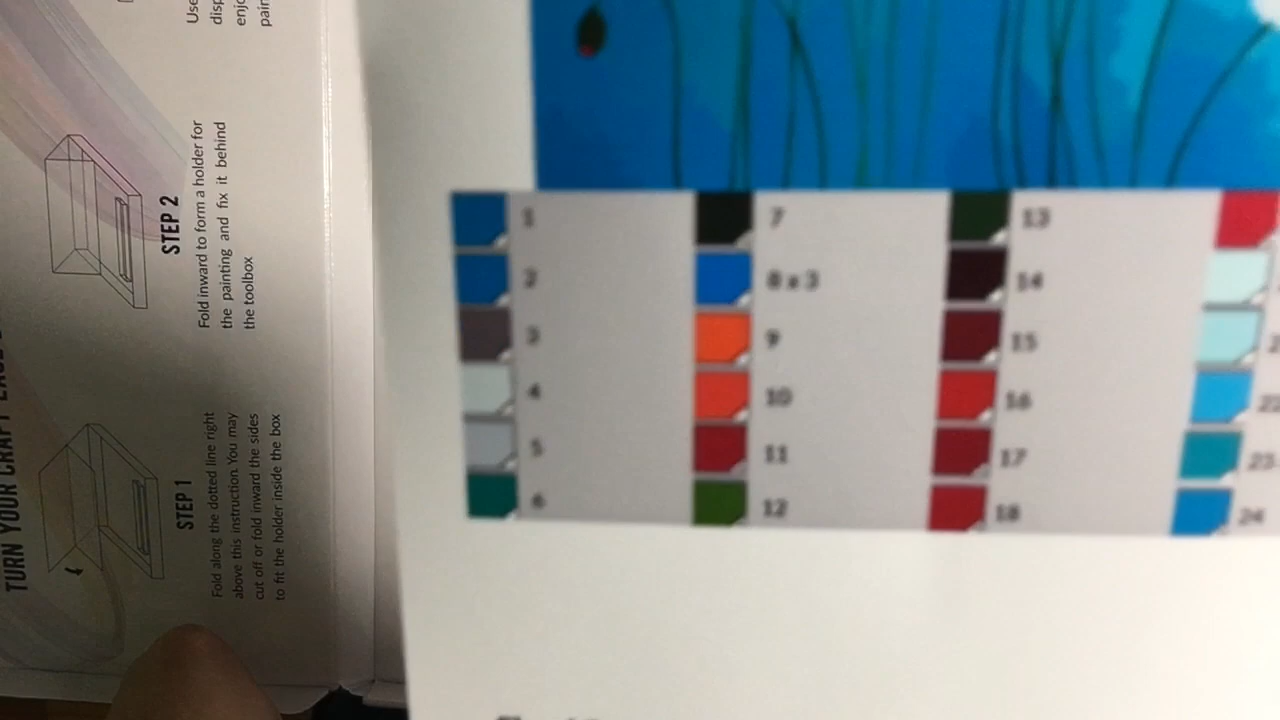 TURN YOUR CRAFT
STEP 1
Fold along the dotted line right
above this instruction. You may
cut off or fold inward the sides
to fit the holder inside the box
STEP 2
Fold inward to form a holder for
the painting and fix it behind
the toolbox
Use
1
2
3
4
5
6
7
8 x 3
9
10
11
12
13
14
15
16
17
18
22
23
24